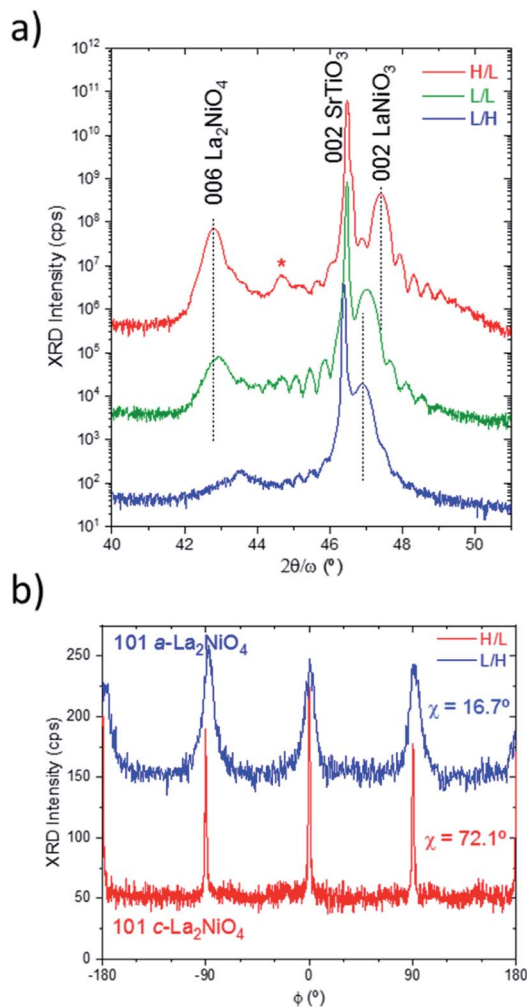 a)
10¹²
10¹¹
10¹⁰
10⁹
10⁸
10⁷
10⁶
10⁵
10⁴
10³
10²
10¹
XRD Intensity (cps)
006 La₂NiO₄
002 SrTiO₃
002 LaNiO₃
H/L
L/L
L/H
*
40 42 44 46 48 50
2θ/ω (º)
b)
250
200
150
100
50
0
XRD Intensity (cps)
101 a-La₂NiO₄
H/L
L/H
χ = 16.7º
χ = 72.1º
101 c-La₂NiO₄
-180 -90 0 90 180
ϕ (º)